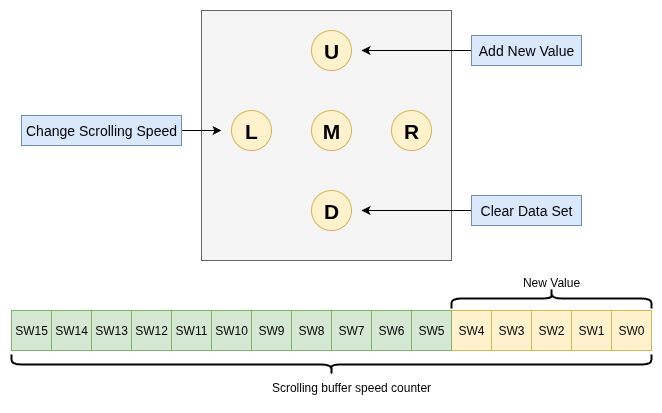 U
Add New Value
Change Scrolling Speed
L
M
R
D
Clear Data Set
New Value
SW15 SW14 SW13 SW12 SW11 SW10 SW9 SW8 SW7 SW6 SW5 SW4 SW3 SW2 SW1 SW0
Scrolling buffer speed counter